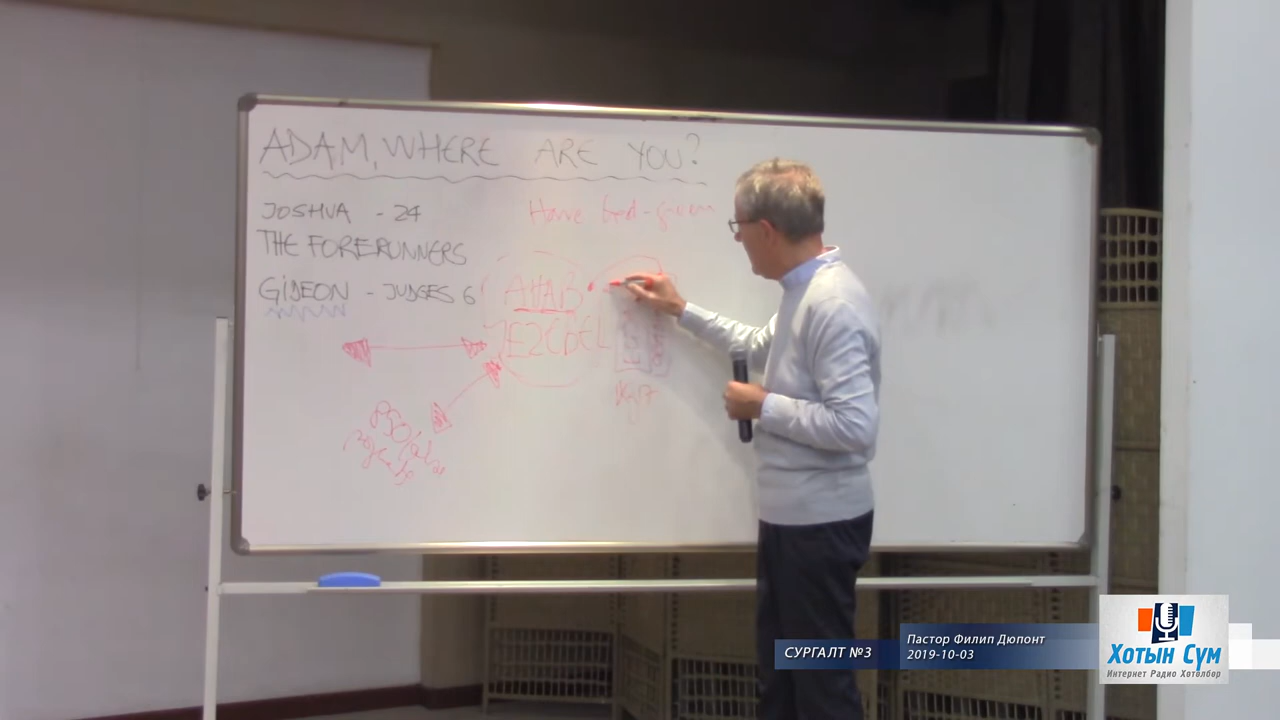 ADAM, WHERE ARE YOU?
JOSHUA - 24
Have
THE FORERUNNERS
GIDEON - JUDGES 6
AHAB
JEZEBEL
СУРГАЛТ №3
Пастор Филип Дюпонт
2019-10-03
Хотын Сүм
Интернет Радио Хөтөлбөр